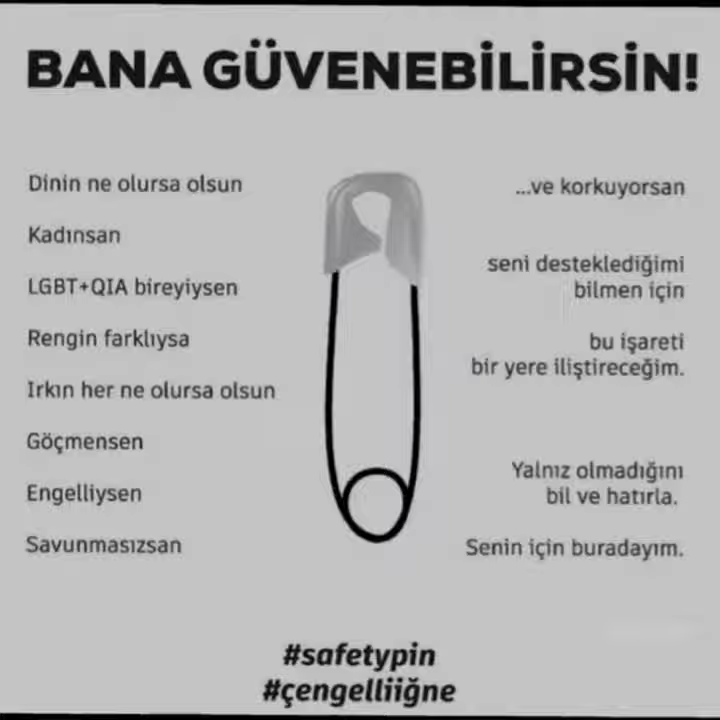 BANA GÜVENEBİLİRSİN!
Dinin ne olursa olsun
Kadınsan
LGBT+QIA bireyiysen
Rengin farklıysa
Irkın her ne olursa olsun
Göçmensen
Engelliysen
Savunmasızsan
...ve korkuyorsan
seni desteklediğimi
bilmen için
bu işareti
bir yere iliştireceğim.
Yalnız olmadığını
bil ve hatırla.
Senin için buradayım.
#safetypin
#çengelliiğne